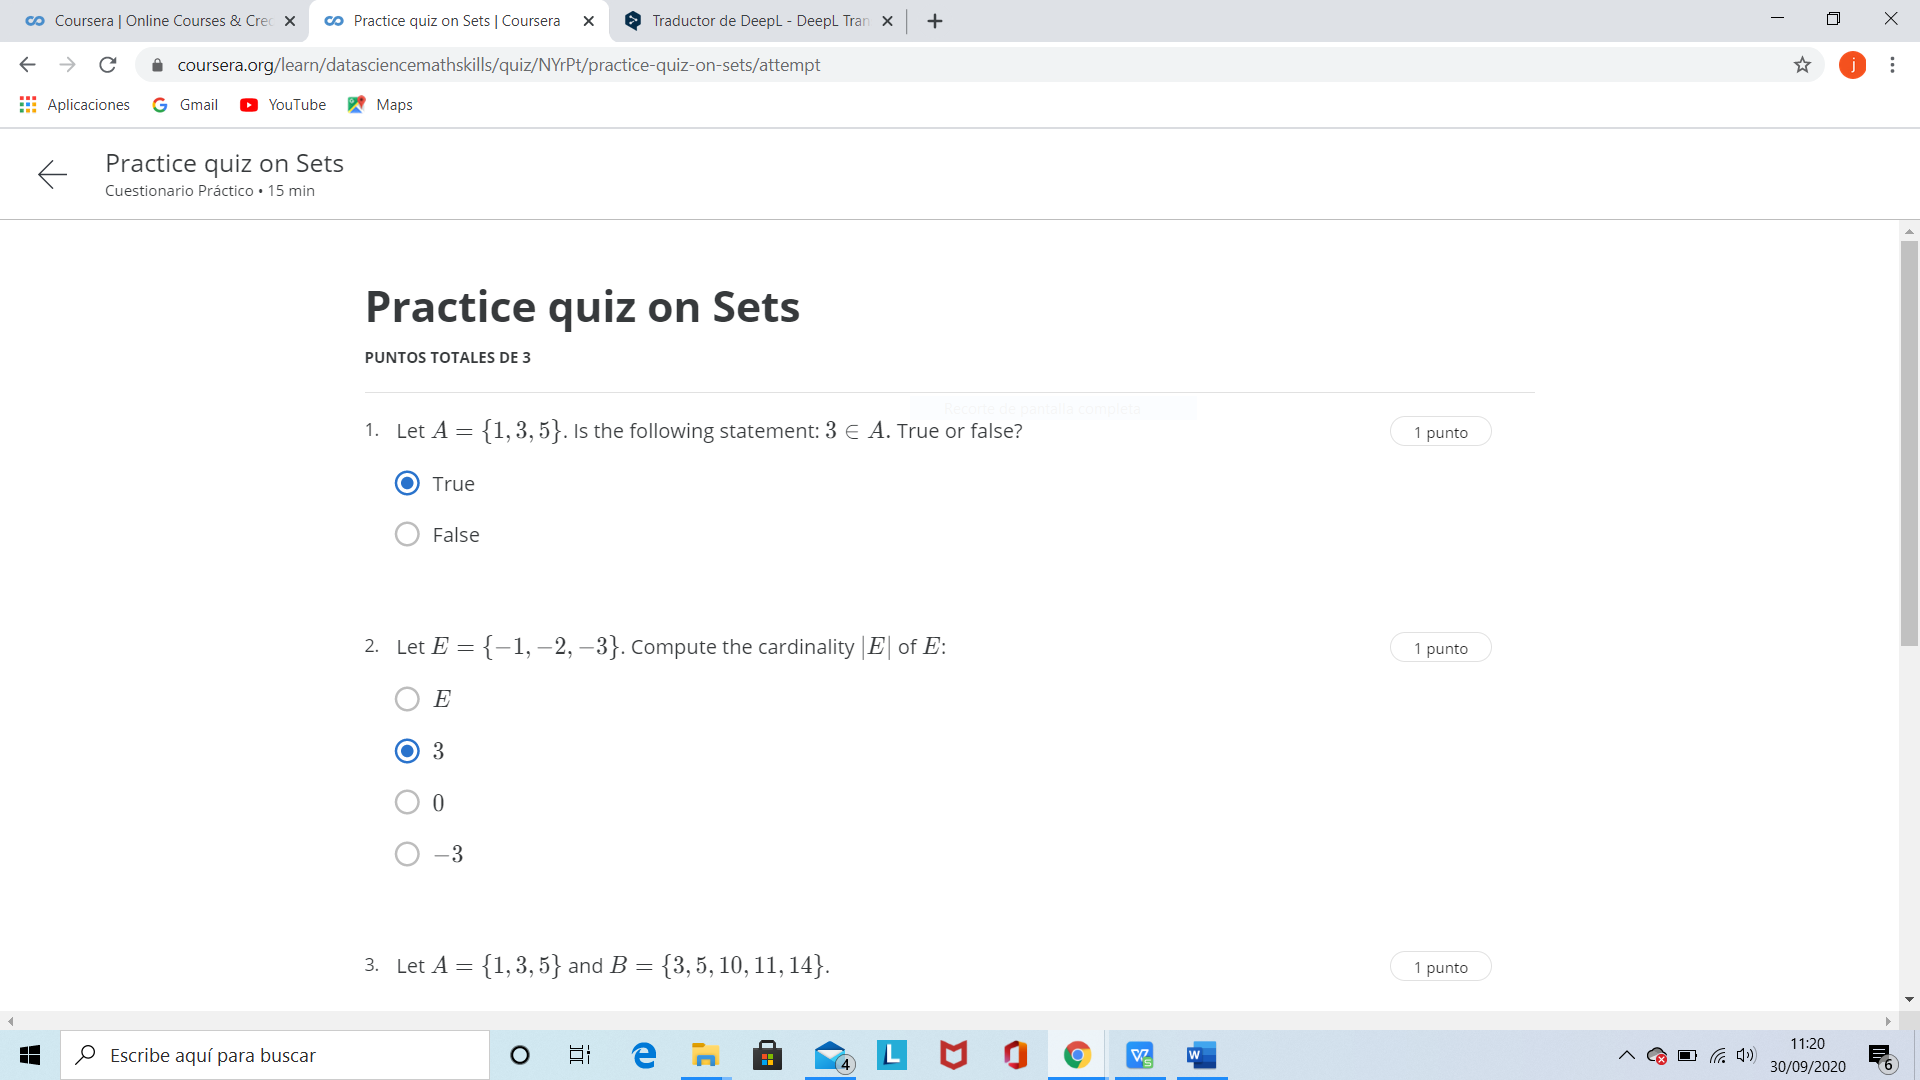 Coursera | Online Courses & Cre
Practice quiz on Sets | Coursera
Traductor de DeepL - DeepL Tran
coursera.org/learn/datasciencemathskills/quiz/NYrPt/practice-quiz-on-sets/attempt
j
Aplicaciones
Gmail
YouTube
Maps
Practice quiz on Sets
Cuestionario Práctico • 15 min
Practice quiz on Sets
PUNTOS TOTALES DE 3
Recorte de pantalla completa
1. Let A = {1, 3, 5}. Is the following statement: 3 ∈ A. True or false?
1 punto
True
False
2. Let E = {−1, −2, −3}. Compute the cardinality |E| of E:
1 punto
E
3
0
−3
3. Let A = {1, 3, 5} and B = {3, 5, 10, 11, 14}.
1 punto
Escribe aquí para buscar
4
L
W
11:20
30/09/2020
6